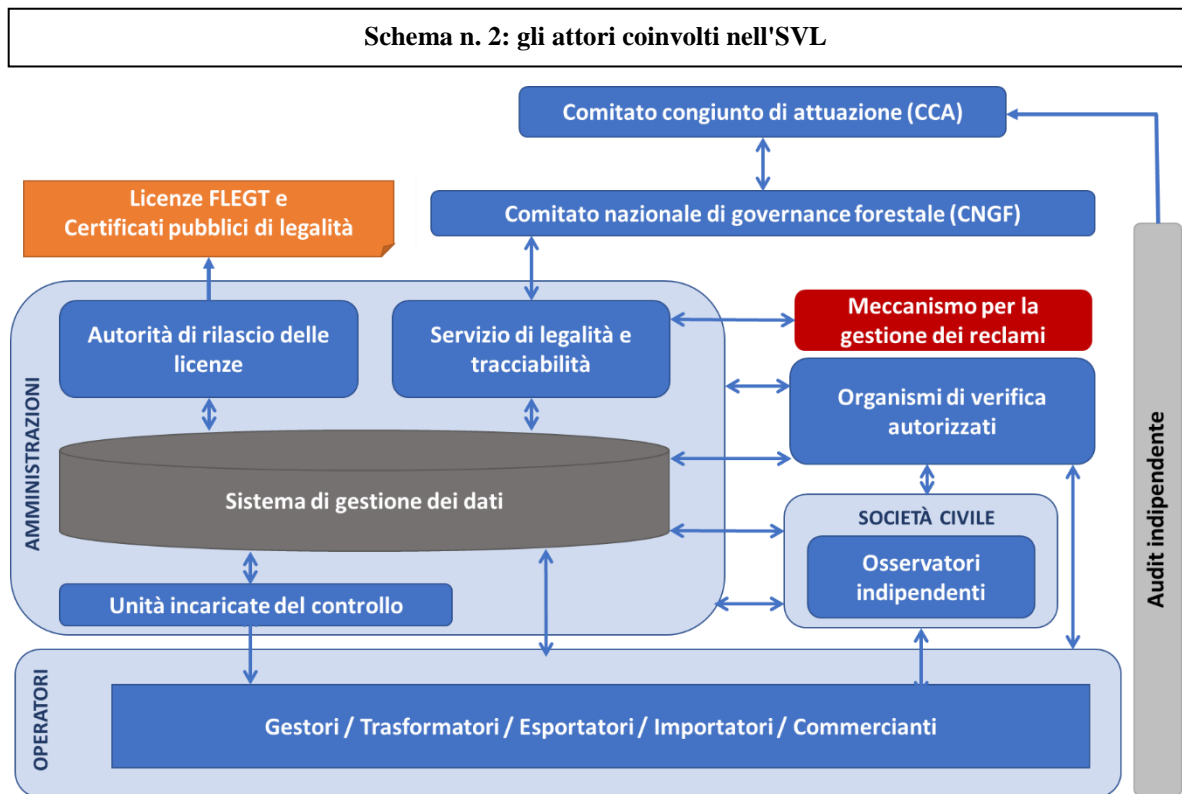 Schema n. 2: gli attori coinvolti nell'SVL
Comitato congiunto di attuazione (CCA)
Licenze FLEGT e
Certificati pubblici di legalità
Comitato nazionale di governance forestale (CNGF)
Autorità di rilascio delle
licenze
Servizio di legalità e
tracciabilità
Meccanismo per la
gestione dei reclami
Organismi di verifica
autorizzati
AMMINISTRAZIONI
Sistema di gestione dei dati
SOCIETÀ CIVILE
Osservatori
indipendenti
Unità incaricate del controllo
Audit indipendente
OPERATORI
Gestori / Trasformatori / Esportatori / Importatori / Commercianti